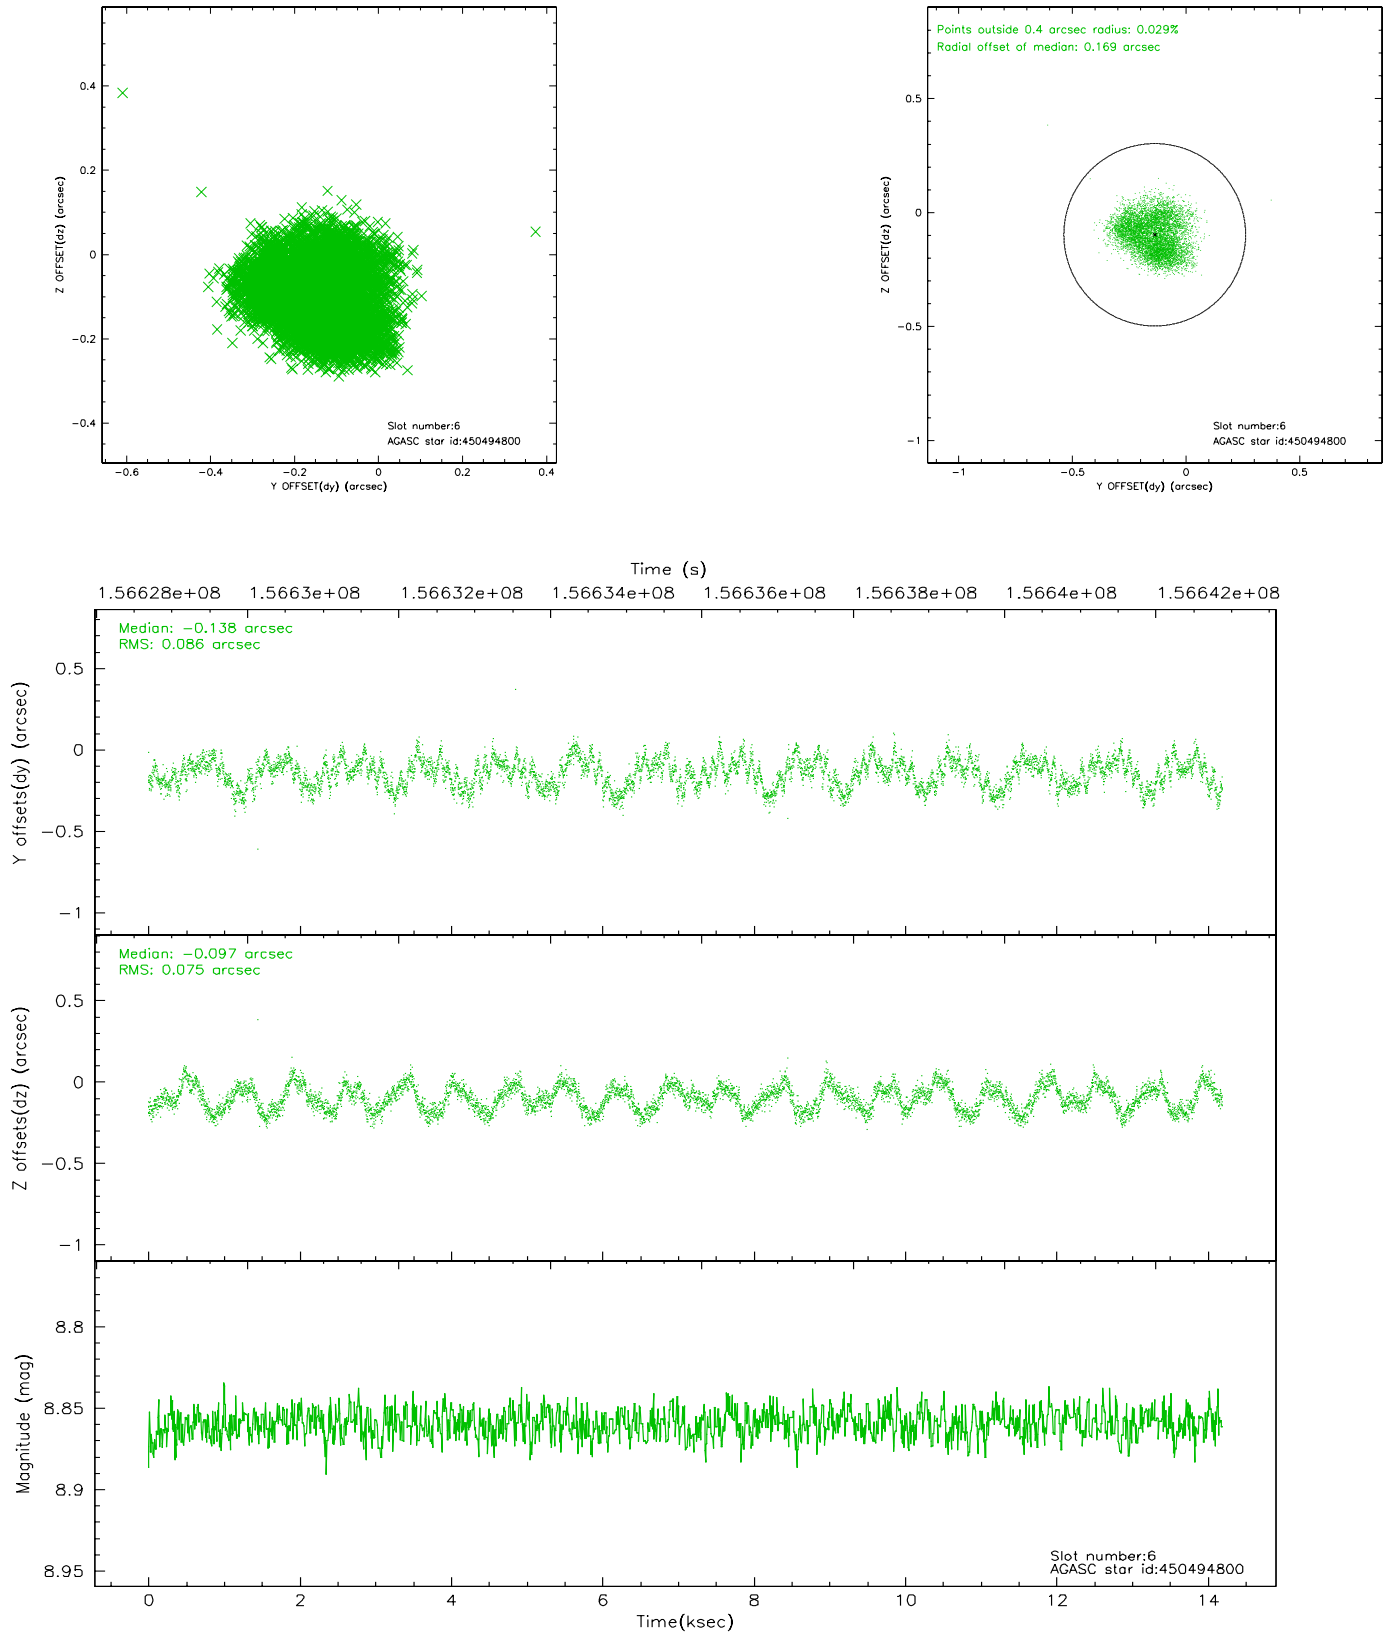 0.4
0.2
0
-0.2
-0.4
Z OFFSET(dz) (arcsec)
Slot number:6
AGASC star id:450494800
-0.6
-0.4
-0.2
0
0.2
0.4
Y OFFSET(dy) (arcsec)
Points outside 0.4 arcsec radius: 0.029%
Radial offset of median: 0.169 arcsec
0.5
0
-0.5
-1
Z OFFSET(dz) (arcsec)
Slot number:6
AGASC star id:450494800
-1
-0.5
0
0.5
Y OFFSET(dy) (arcsec)
Time (s)
1.56628e+08
1.5663e+08
1.56632e+08
1.56634e+08
1.56636e+08
1.56638e+08
1.5664e+08
1.56642e+08
Median: -0.138 arcsec
RMS: 0.086 arcsec
0.5
0
-0.5
-1
Y offsets(dy) (arcsec)
Median: -0.097 arcsec
RMS: 0.075 arcsec
0.5
0
-0.5
-1
Z offsets(dz) (arcsec)
8.8
8.85
8.9
8.95
Magnitude (mag)
Slot number:6
AGASC star id:450494800
0
2
4
6
8
10
12
14
Time(ksec)